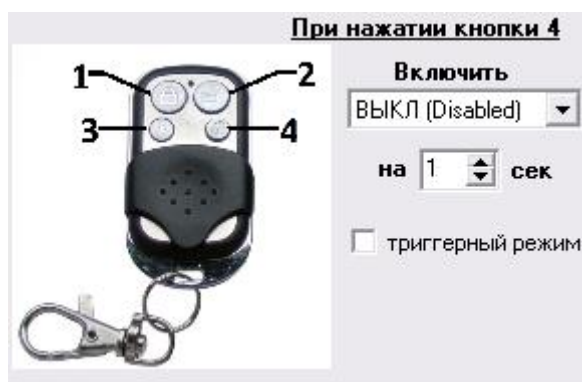 При нажатии кнопки 4
1
2
3
4
Включить
ВЫКЛ (Disabled)
на 1 сек
триггерный режим